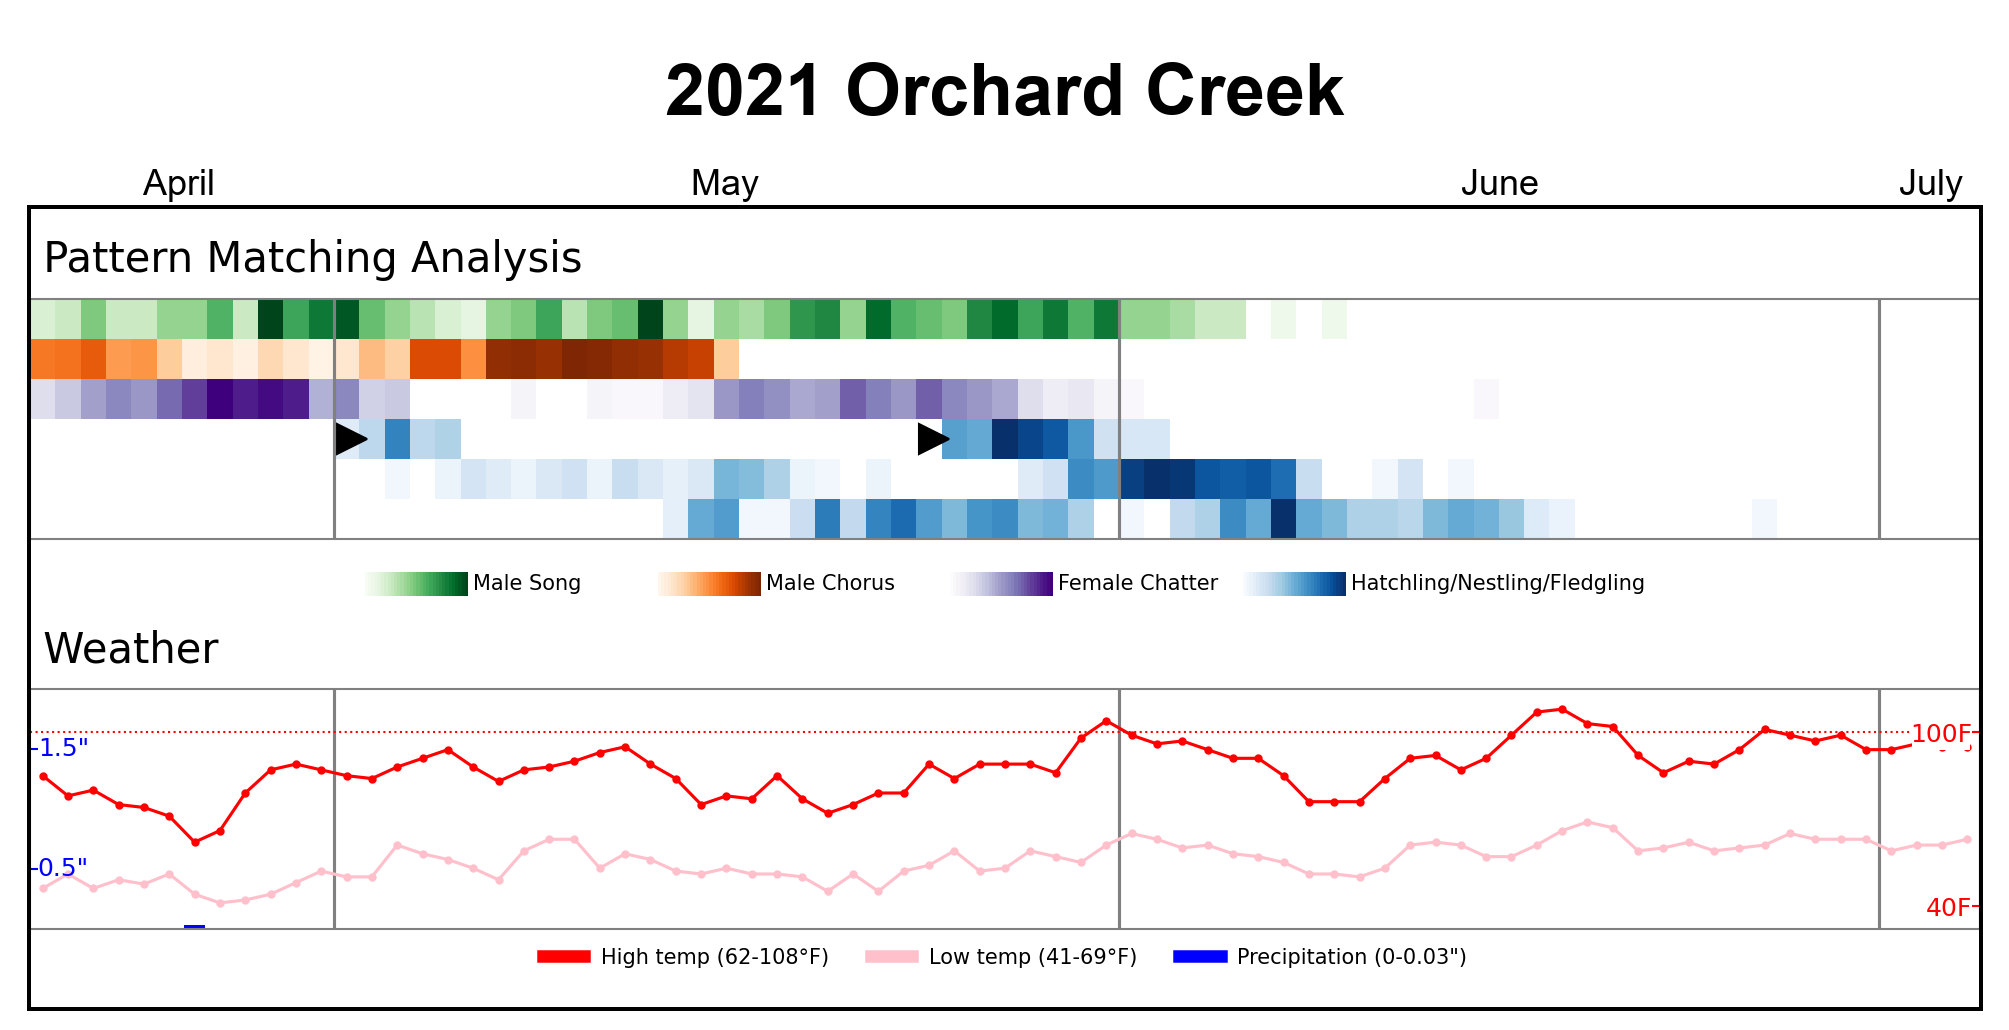 2021 Orchard Creek
April May June July
Pattern Matching Analysis
Male Song Male Chorus Female Chatter Hatchling/Nestling/Fledgling
Weather
1.5" 100F
0.5" 40F
High temp (62-108°F) Low temp (41-69°F) Precipitation (0-0.03")